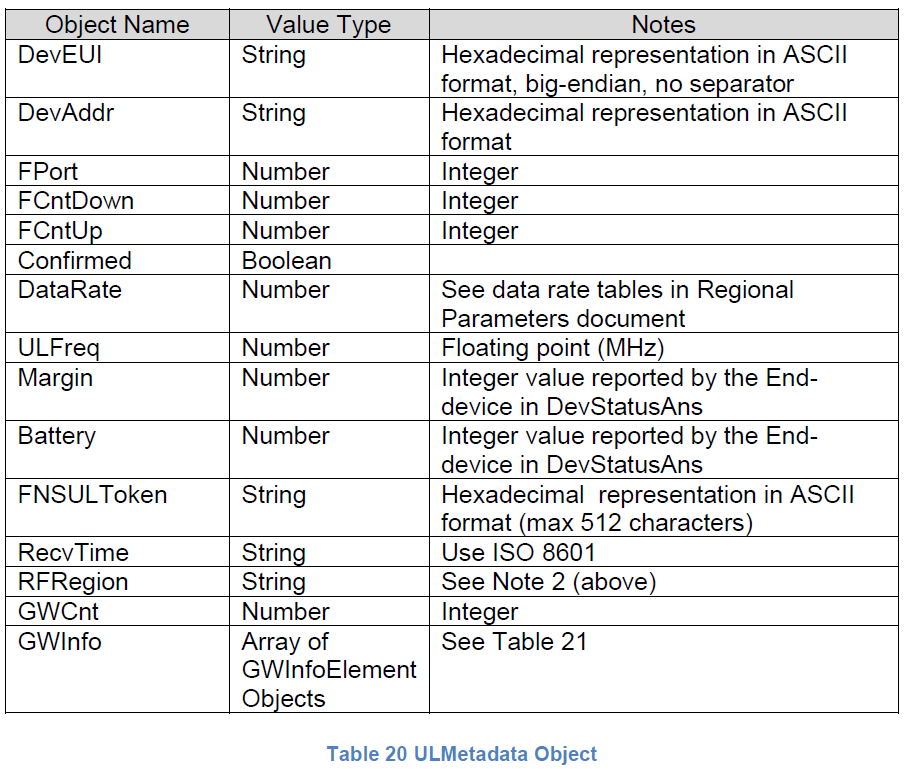 Object Name Value Type Notes
DevEUI String Hexadecimal representation in ASCII
format, big-endian, no separator
DevAddr String Hexadecimal representation in ASCII
format
FPort Number Integer
FCntDown Number Integer
FCntUp Number Integer
Confirmed Boolean
DataRate Number See data rate tables in Regional
Parameters document
ULFreq Number Floating point (MHz)
Margin Number Integer value reported by the End-
device in DevStatusAns
Battery Number Integer value reported by the End-
device in DevStatusAns
FNSULToken String Hexadecimal representation in ASCII
format (max 512 characters)
RecvTime String Use ISO 8601
RFRegion String See Note 2 (above)
GWCnt Number Integer
GWInfo Array of See Table 21
GWInfoElement
Objects
Table 20 ULMetadata Object